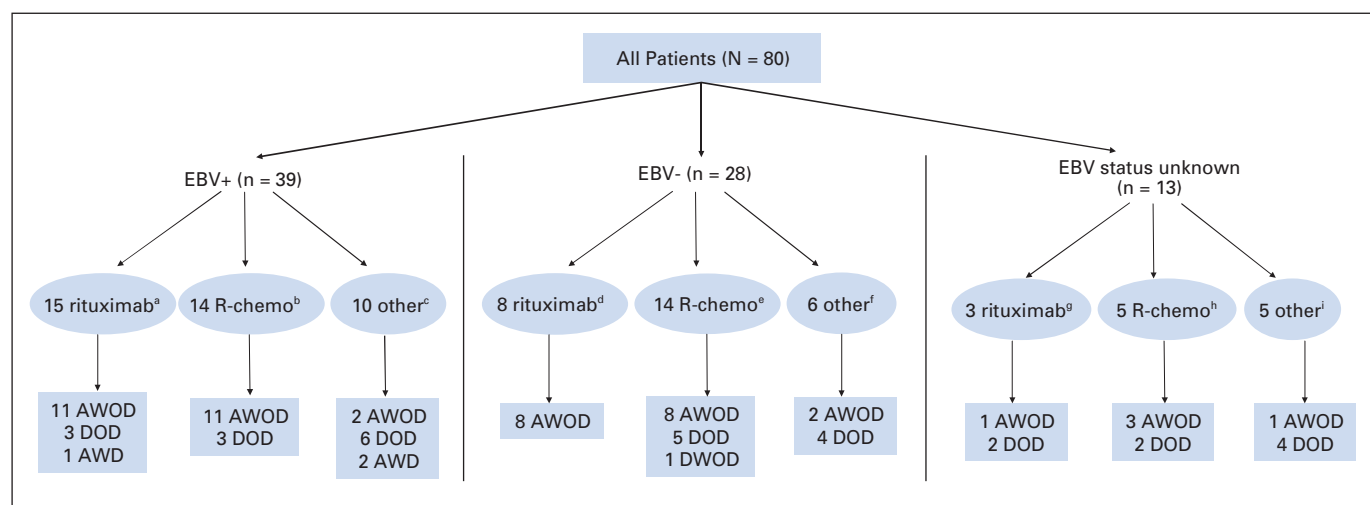 All Patients (N = 80)
EBV+ (n = 39)
EBV- (n = 28)
EBV status unknown
(n = 13)
15 rituximabᵃ
14 R-chemoᵇ
10 otherᶜ
8 rituximabᵈ
14 R-chemoᵉ
6 otherᶠ
3 rituximabᵍ
5 R-chemoʰ
5 otherⁱ
11 AWOD
3 DOD
1 AWD
11 AWOD
3 DOD
2 AWOD
6 DOD
2 AWD
8 AWOD
8 AWOD
5 DOD
1 DWOD
2 AWOD
4 DOD
1 AWOD
2 DOD
3 AWOD
2 DOD
1 AWOD
4 DOD